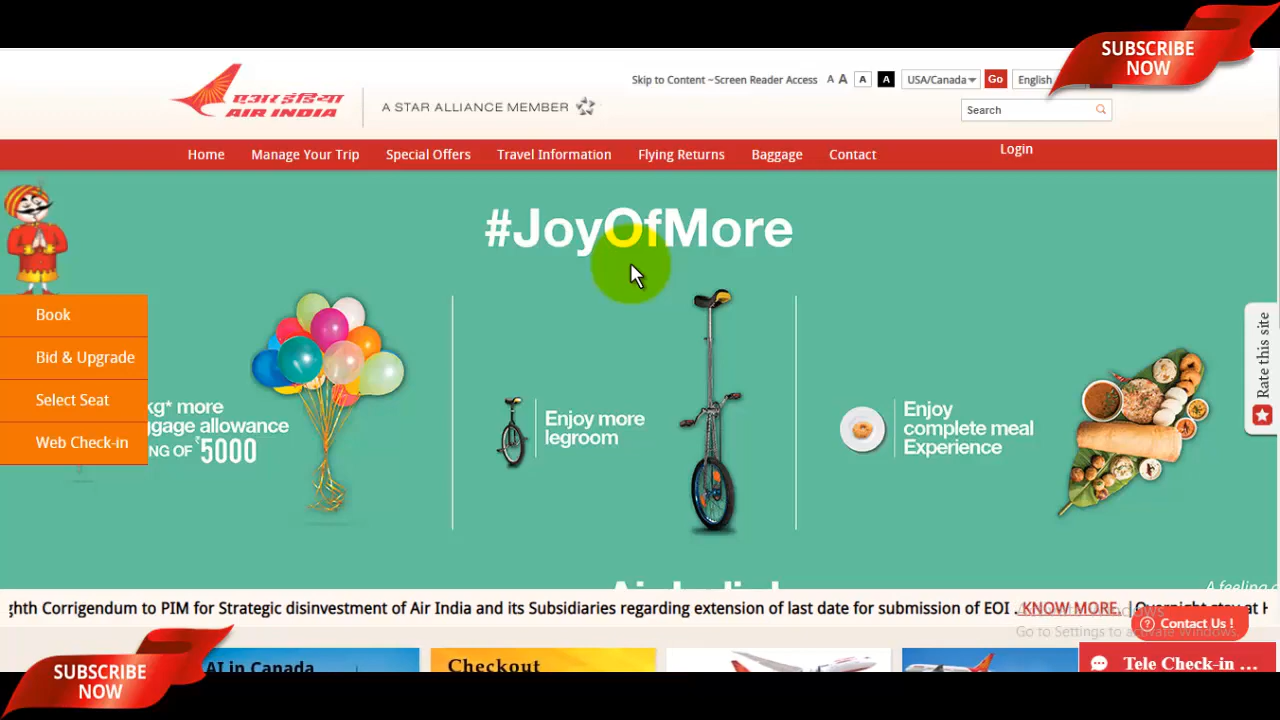 SUBSCRIBE
NOW
Skip to Content –Screen Reader Access A A A A USA/Canada Go English
एअर इंडिया
AIR INDIA
A STAR ALLIANCE MEMBER
Search
Home Manage Your Trip Special Offers Travel Information Flying Returns Baggage Contact Login
#JoyOfMore
Book
Bid & Upgrade
Select Seat
Web Check-in
kg* more
ggage allowance
NG OF ₹5000
Enjoy more
legroom
Enjoy
complete meal
Experience
Rate this site
ghth Corrigendum to PIM for Strategic disinvestment of Air India and its Subsidiaries regarding extension of last date for submission of EOI . KNOW MORE. |Overnight stay at H
Go to Settings to activate Windows.
Contact Us !
Tele Check-in ...
AI in Canada
Checkout
SUBSCRIBE
NOW